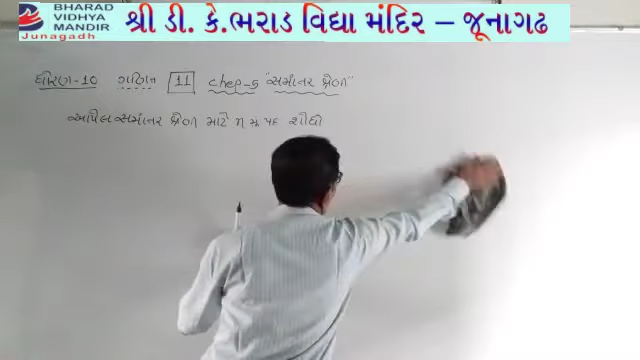 BHARAD
VIDHYA
MANDIR
Junagadh
શ્રી ડી. કે.ભરાડ વિદ્યા મંદિર – જૂનાગઢ
ધોરણ-10 ગણિત 11 chep-5 "સમાંતર શ્રેણી"
આપેલ સમાંતર શ્રેણી માટે n મુ પદ શોધો